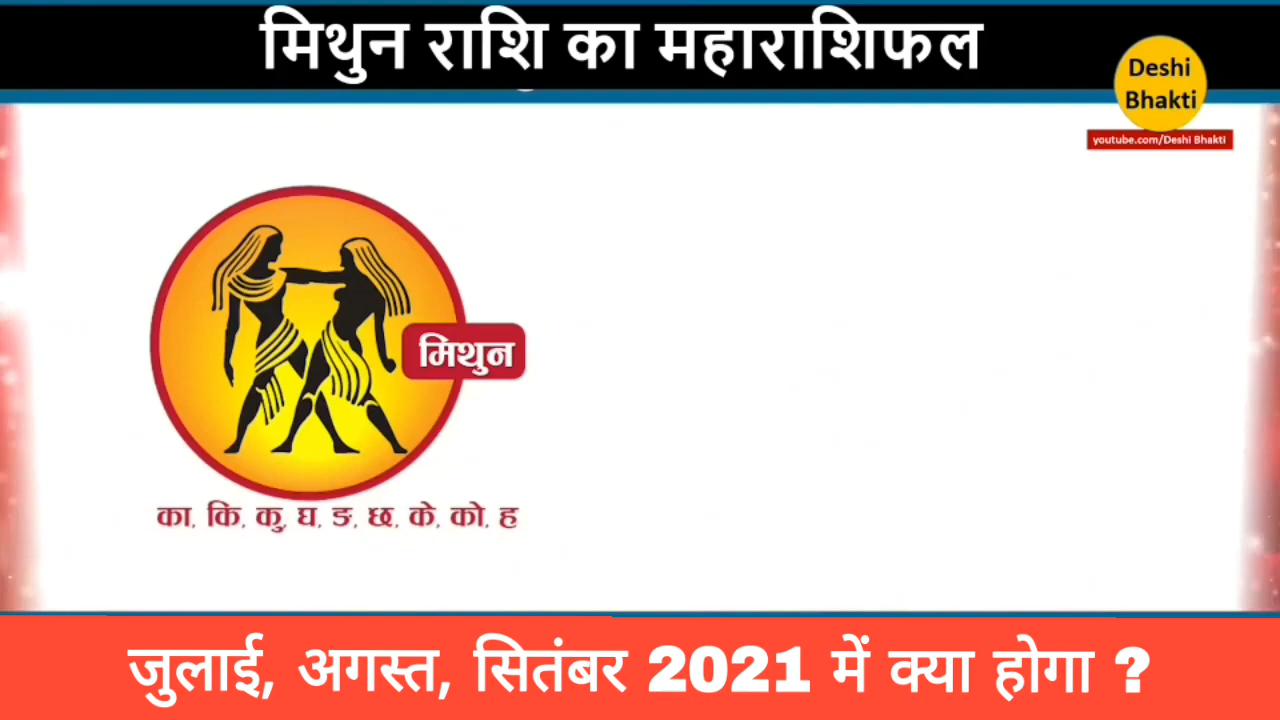 मिथुन राशि का महाराशिफल
Deshi
Bhakti
youtube.com/Deshi Bhakti
मिथुन
का, कि, कु, घ, ङ, छ, के, को, ह
जुलाई, अगस्त, सितंबर 2021 में क्या होगा ?